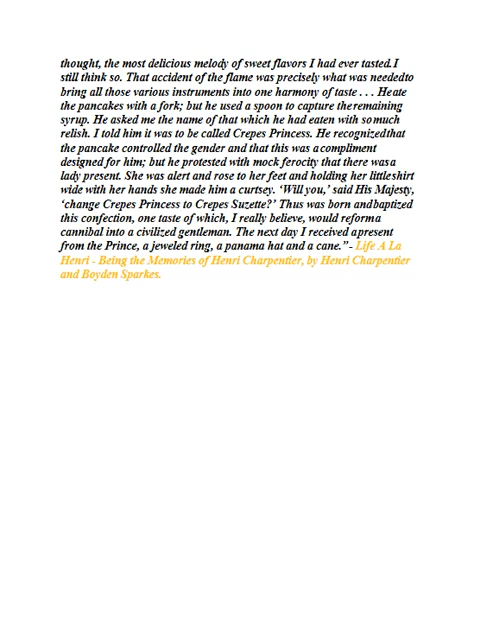 thought, the most delicious melody of sweet flavors I had ever tasted.I
still think so. That accident of the flame was precisely what was neededto
bring all those various instruments into one harmony of taste . . . Heate
the pancakes with a fork; but he used a spoon to capture theremaining
syrup. He asked me the name of that which he had eaten with somuch
relish. I told him it was to be called Crepes Princess. He recognizedthat
the pancake controlled the gender and that this was acompliment
designed for him; but he protested with mock ferocity that there wasa
lady present. She was alert and rose to her feet and holding her littleshirt
wide with her hands she made him a curtsey. ‘Will you,’ said His Majesty,
‘change Crepes Princess to Crepes Suzette?’ Thus was born andbaptized
this confection, one taste of which, I really believe, would reforma
cannibal into a civilized gentleman. The next day I received apresent
from the Prince, a jeweled ring, a panama hat and a cane.”- Life A La
Henri - Being the Memories of Henri Charpentier, by Henri Charpentier
and Boyden Sparkes.